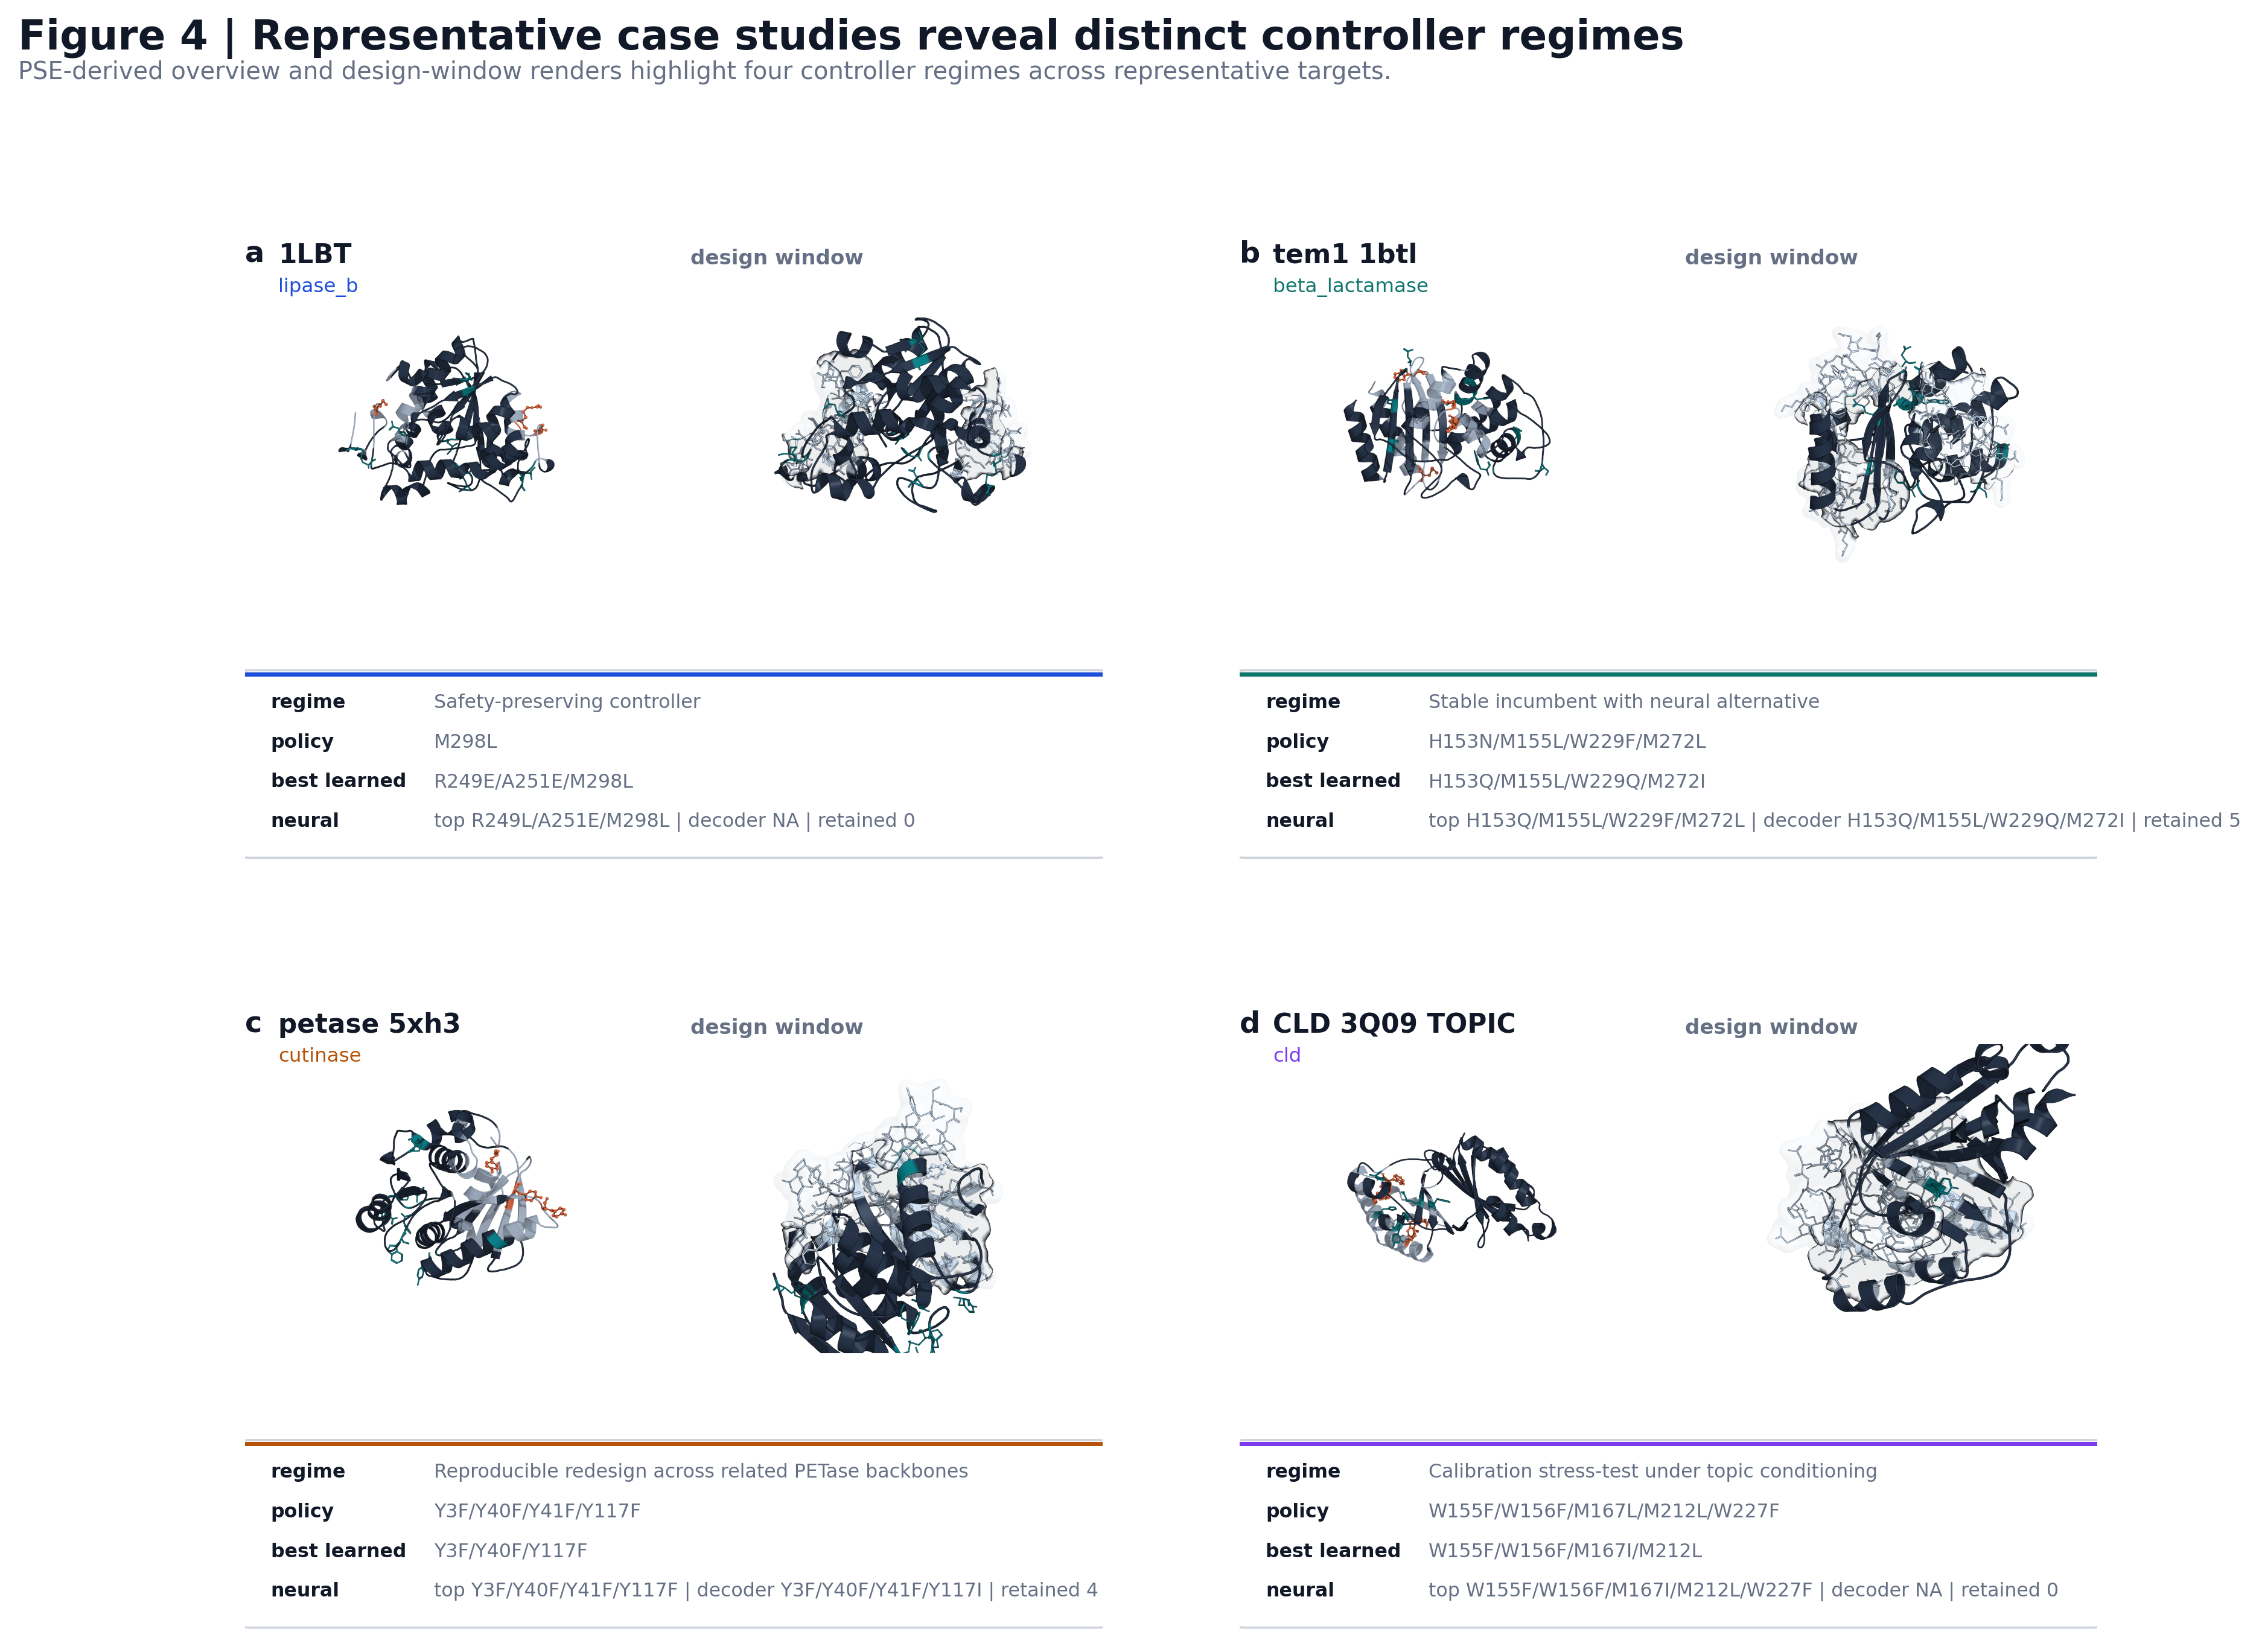 Figure 4 | Representative case studies reveal distinct controller regimes
PSE-derived overview and design-window renders highlight four controller regimes across representative targets.
a 1LBT
design window
lipase_b
regime Safety-preserving controller
policy M298L
best learned R249E/A251E/M298L
neural top R249L/A251E/M298L | decoder NA | retained 0
b tem1 1btl
design window
beta_lactamase
regime Stable incumbent with neural alternative
policy H153N/M155L/W229F/M272L
best learned H153Q/M155L/W229Q/M272I
neural top H153Q/M155L/W229F/M272L | decoder H153Q/M155L/W229Q/M272I | retained 5
c petase 5xh3
design window
cutinase
regime Reproducible redesign across related PETase backbones
policy Y3F/Y40F/Y41F/Y117F
best learned Y3F/Y40F/Y117F
neural top Y3F/Y40F/Y41F/Y117F | decoder Y3F/Y40F/Y41F/Y117I | retained 4
d CLD 3Q09 TOPIC
design window
cld
regime Calibration stress-test under topic conditioning
policy W155F/W156F/M167L/M212L/W227F
best learned W155F/W156F/M167I/M212L
neural top W155F/W156F/M167I/M212L/W227F | decoder NA | retained 0